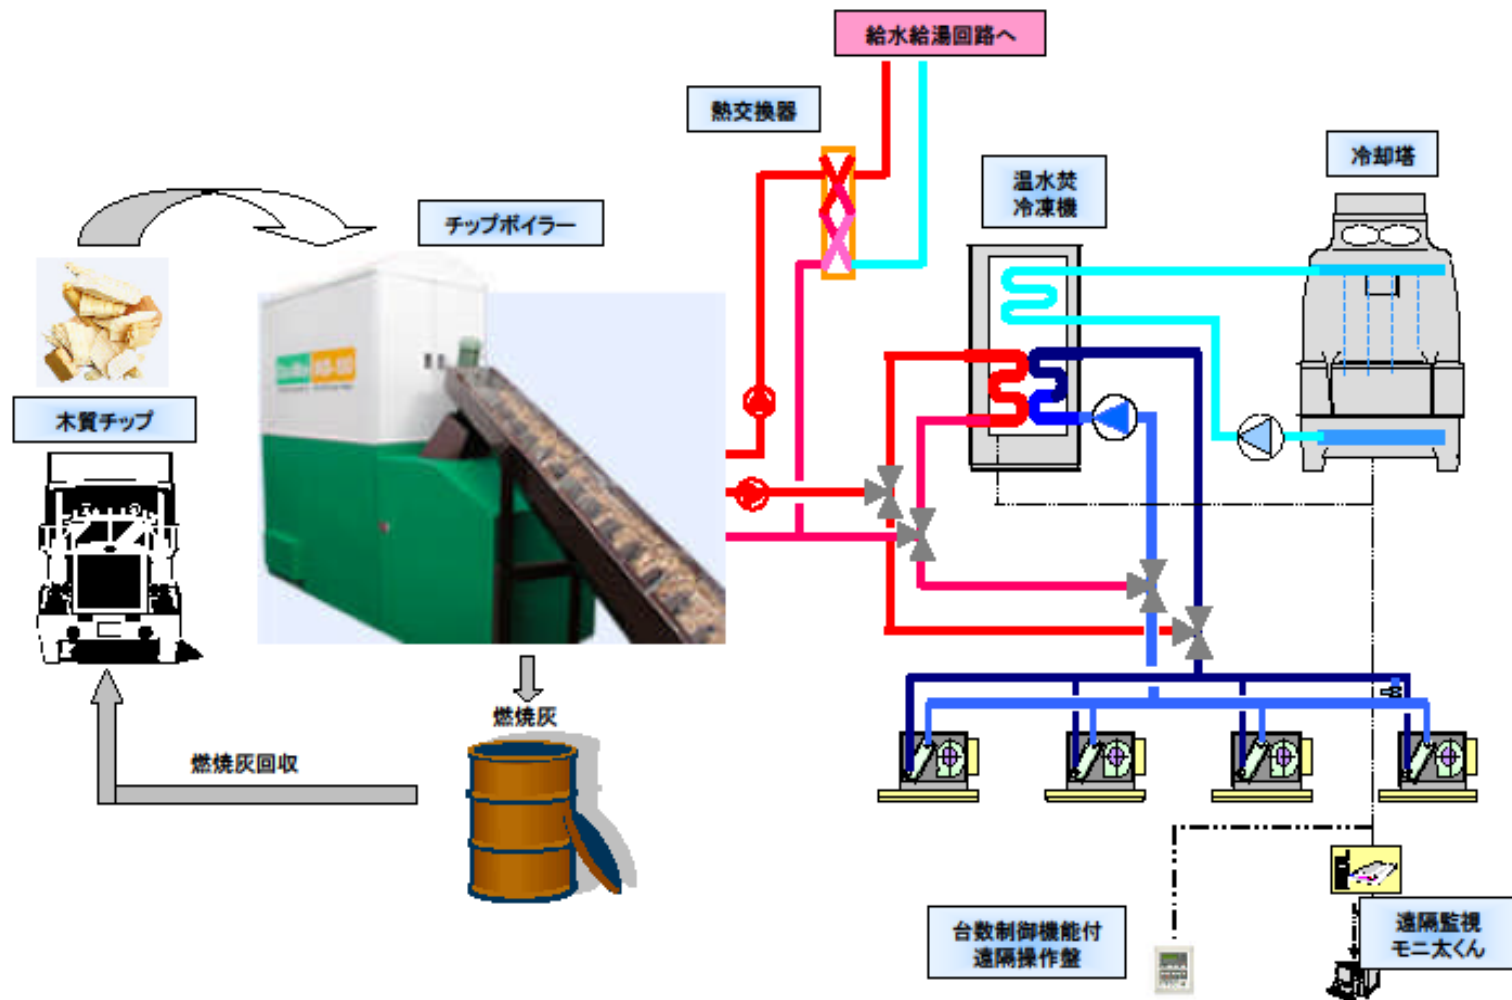 給水給湯回路へ
熱交換器
冷却塔
温水焚
冷凍機
チップボイラー
木質チップ
燃焼灰
燃焼灰回収
台数制御機能付
遠隔操作盤
遠隔監視
モニ太くん